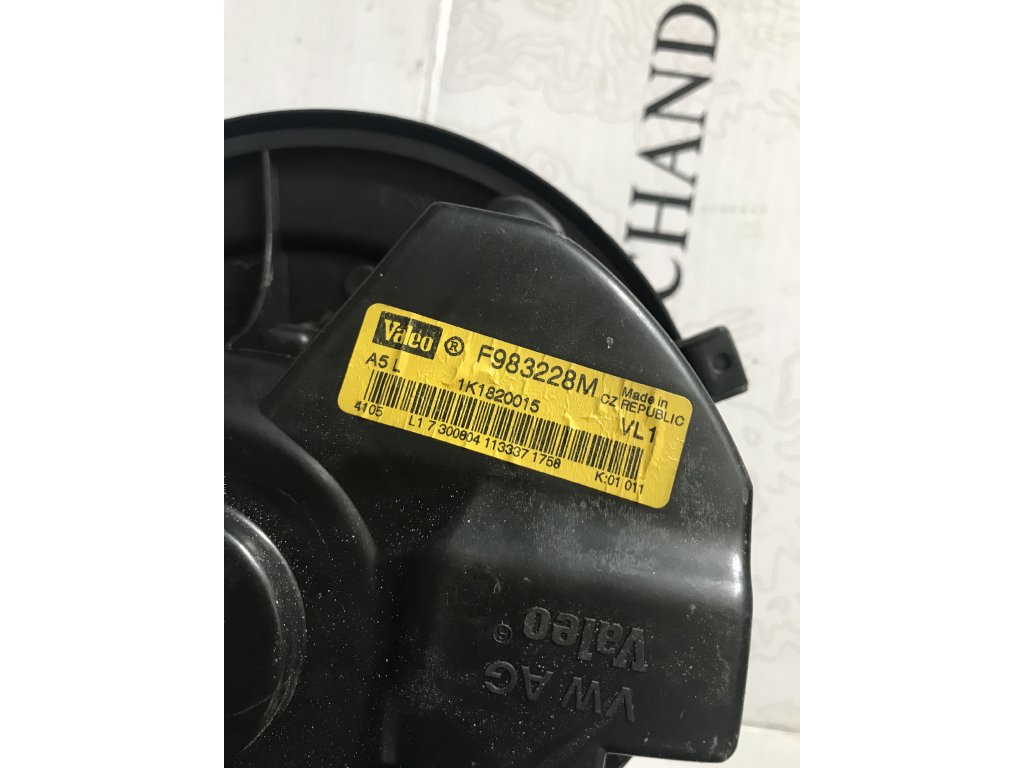 CHAND
Valeo ® F983228M Made in
CZ REPUBLIC
A5 L 1K1820015 VL1
4105 L1 7 300804 113337 1758 K:01 011
Valeo®
VW AG